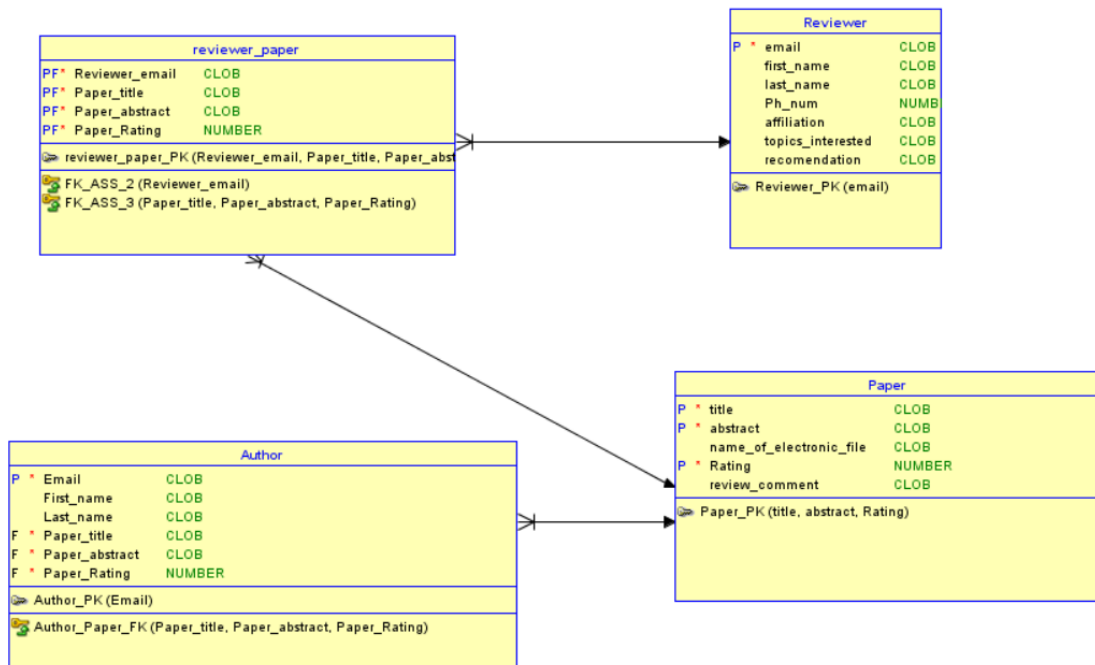 reviewer_paper
PF* Reviewer_email CLOB
PF* Paper_title CLOB
PF* Paper_abstract CLOB
PF* Paper_Rating NUMBER
reviewer_paper_PK (Reviewer_email, Paper_title, Paper_abst
FK_ASS_2 (Reviewer_email)
FK_ASS_3 (Paper_title, Paper_abstract, Paper_Rating)
Reviewer
P * email CLOB
first_name CLOB
last_name CLOB
Ph_num NUMB
affiliation CLOB
topics_interested CLOB
recomendation CLOB
Reviewer_PK (email)
Paper
P * title CLOB
P * abstract CLOB
name_of_electronic_file CLOB
P * Rating NUMBER
review_comment CLOB
Paper_PK (title, abstract, Rating)
Author
P * Email CLOB
First_name CLOB
Last_name CLOB
F * Paper_title CLOB
F * Paper_abstract CLOB
F * Paper_Rating NUMBER
Author_PK (Email)
Author_Paper_FK (Paper_title, Paper_abstract, Paper_Rating)